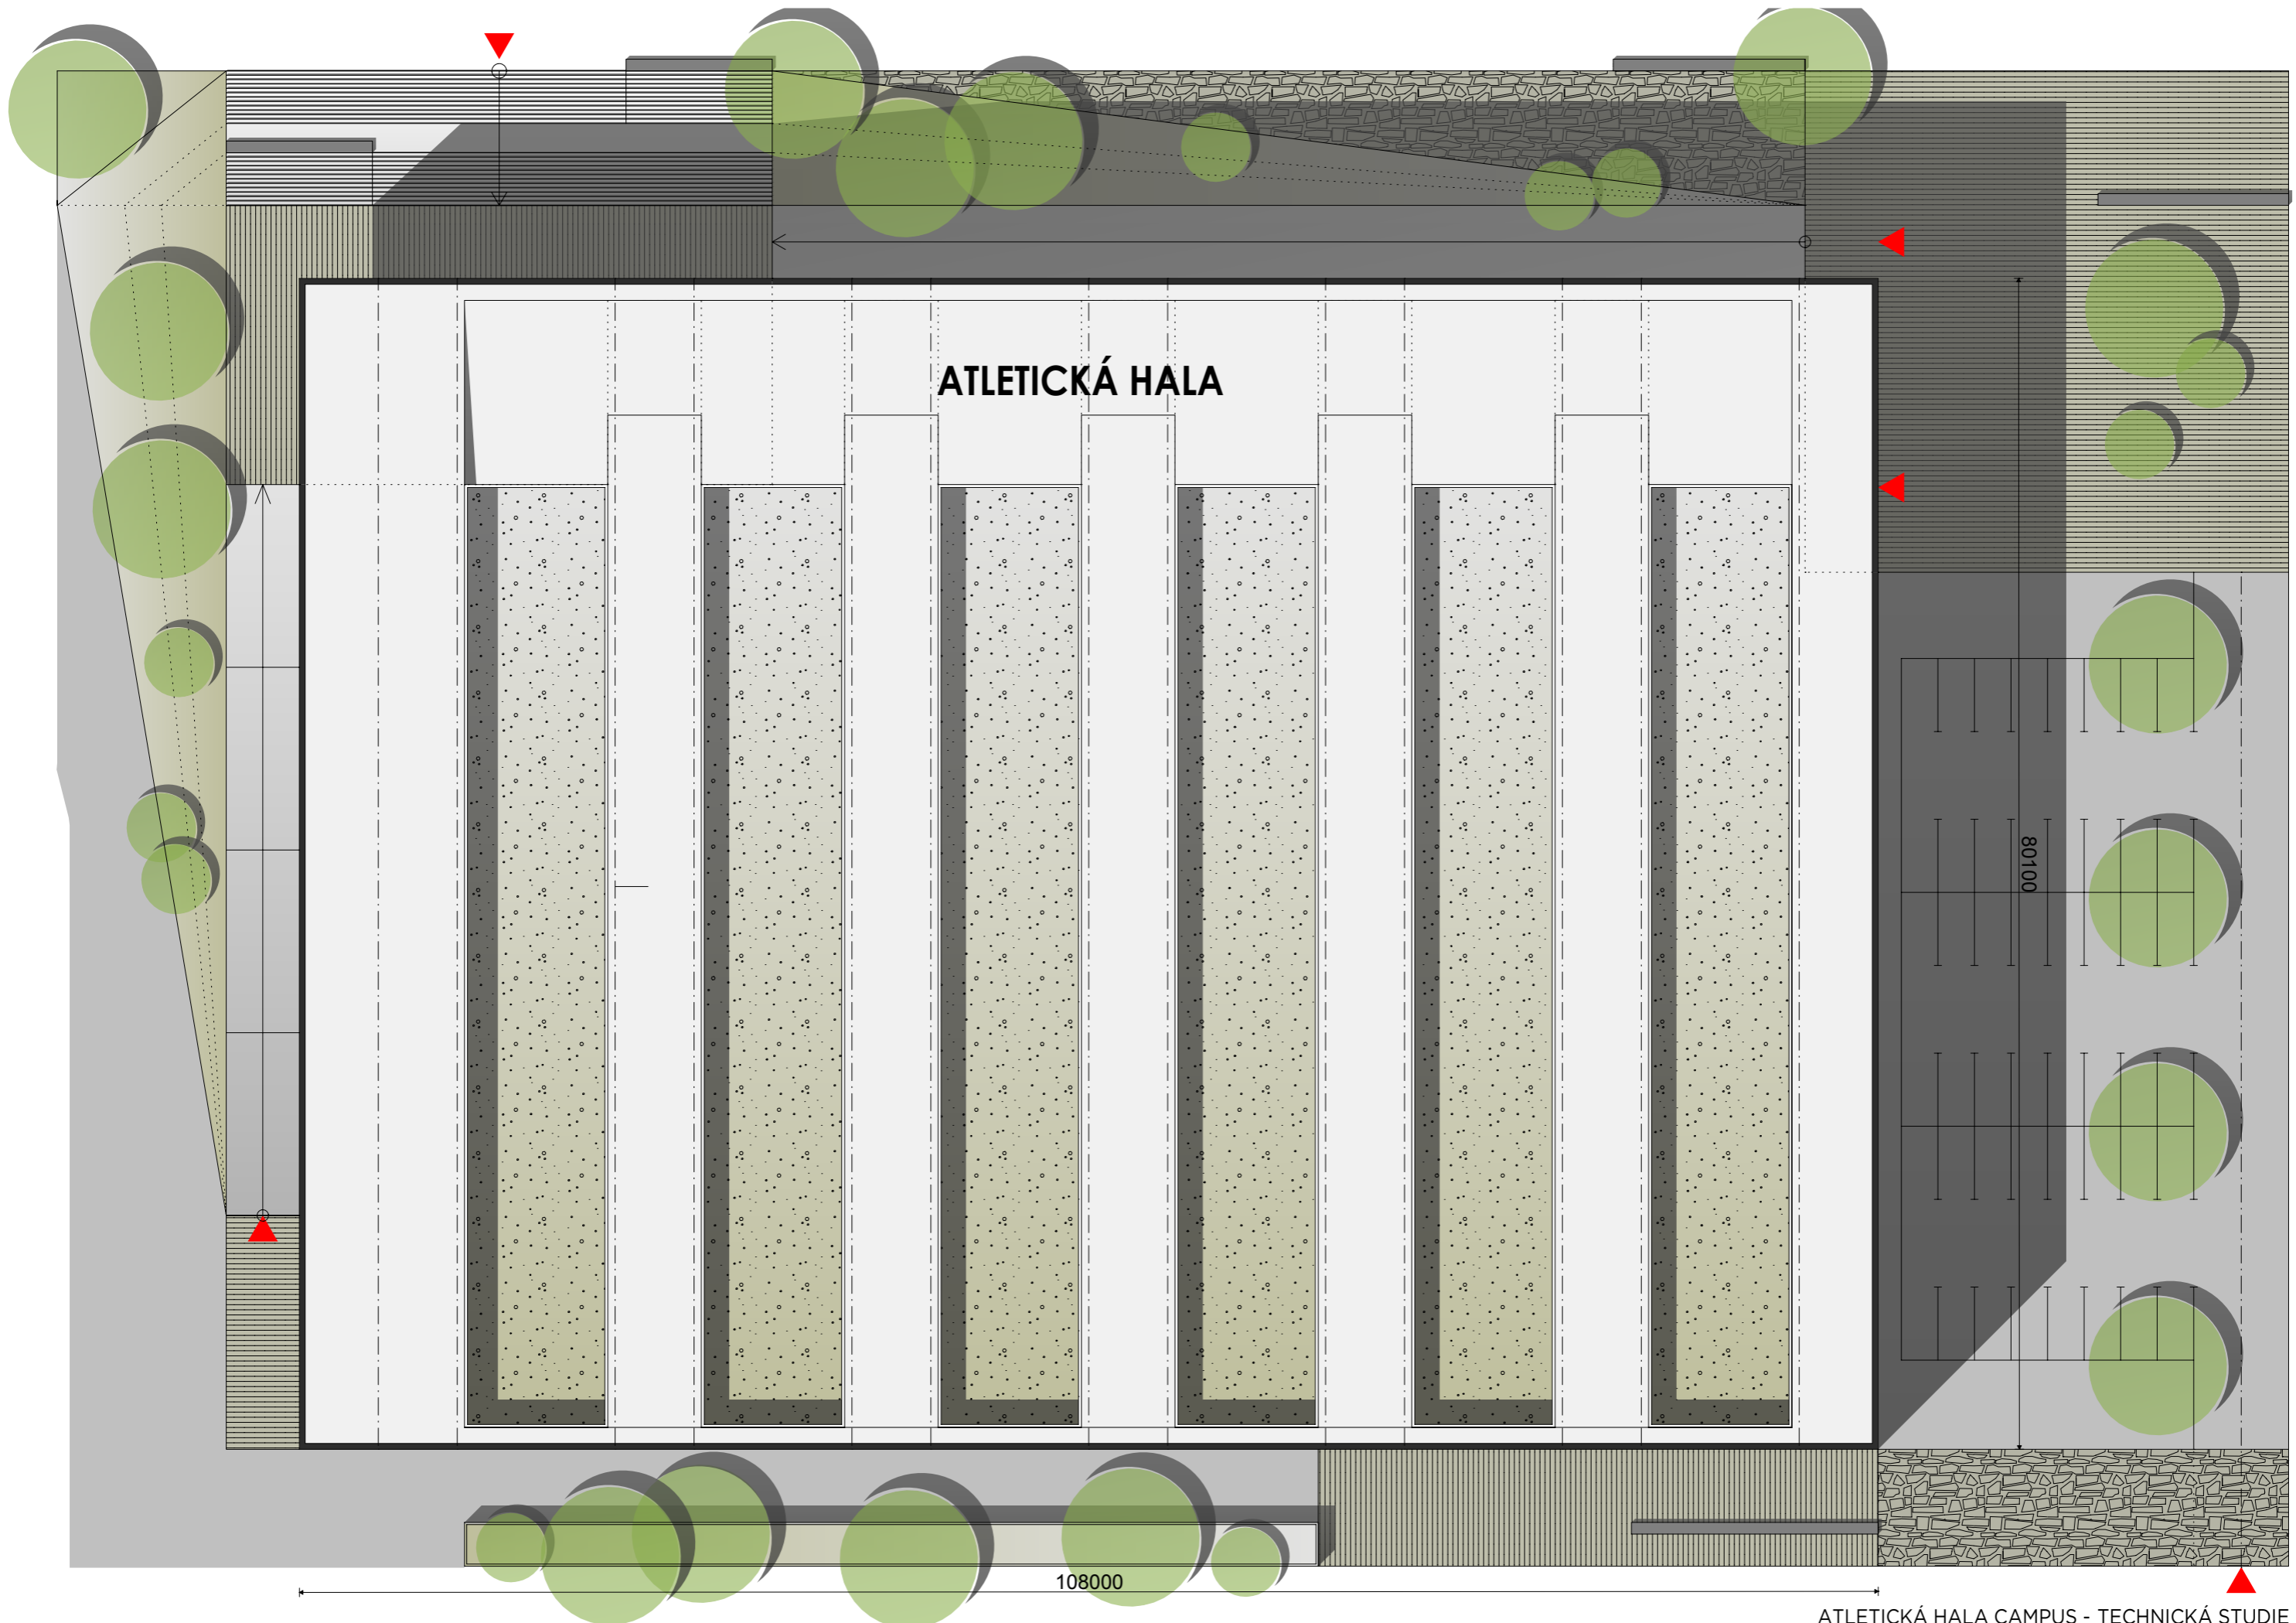 ATLETICKÁ HALA
80100
108000
ATLETICKÁ HALA CAMPUS - TECHNICKÁ STUDIE